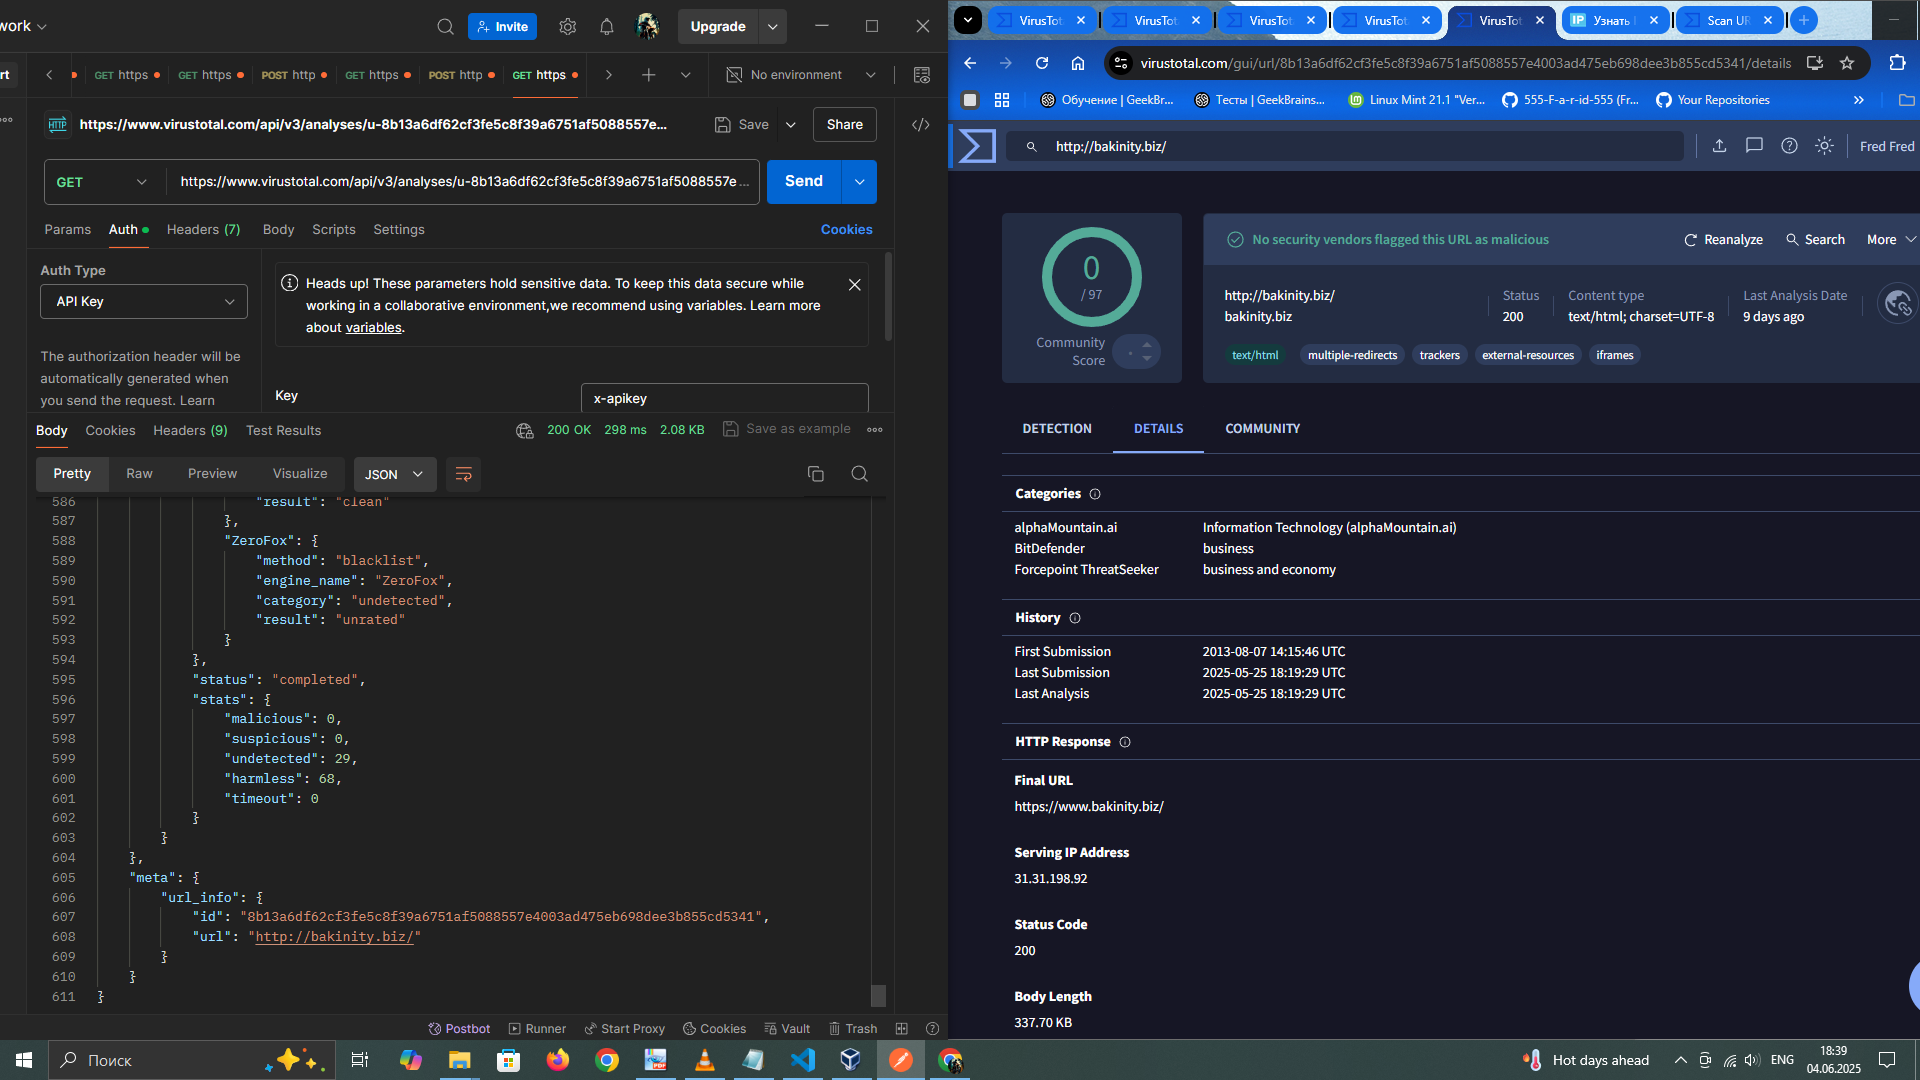 work
Invite
Upgrade
rt
GET https
GET https
POST http
GET https
POST http
GET https
No environment
HTTP
https://www.virustotal.com/api/v3/analyses/u-8b13a6df62cf3fe5c8f39a6751af5088557e...
Save
Share
GET
https://www.virustotal.com/api/v3/analyses/u-8b13a6df62cf3fe5c8f39a6751af5088557e...
Send
Params
Auth
Headers (7)
Body
Scripts
Settings
Cookies
Auth Type
API Key
The authorization header will be
automatically generated when
you send the request. Learn
Heads up! These parameters hold sensitive data. To keep this data secure while
working in a collaborative environment,we recommend using variables. Learn more
about variables.
Key
x-apikey
Body
Cookies
Headers (9)
Test Results
200 OK
298 ms
2.08 KB
Save as example
Pretty
Raw
Preview
Visualize
JSON
586 "result": "clean"
587 },
588 "ZeroFox": {
589 "method": "blacklist",
590 "engine_name": "ZeroFox",
591 "category": "undetected",
592 "result": "unrated"
593 }
594 },
595 "status": "completed",
596 "stats": {
597 "malicious": 0,
598 "suspicious": 0,
599 "undetected": 29,
600 "harmless": 68,
601 "timeout": 0
602 }
603 }
604 },
605 "meta": {
606 "url_info": {
607 "id": "8b13a6df62cf3fe5c8f39a6751af5088557e4003ad475eb698dee3b855cd5341",
608 "url": "http://bakinity.biz/"
609 }
610 }
611 }
Postbot
Runner
Start Proxy
Cookies
Vault
Trash
VirusTot
VirusTot
VirusTot
VirusTot
VirusTot
IP Узнать
Scan UR
virustotal.com/gui/url/8b13a6df62cf3fe5c8f39a6751af5088557e4003ad475eb698dee3b855cd5341/details
Обучение | GeekBr...
Тесты | GeekBrains...
Linux Mint 21.1 "Ver...
555-F-a-r-id-555 (Fr...
Your Repositories
http://bakinity.biz/
Fred Fred
0
/ 97
Community
Score
No security vendors flagged this URL as malicious
Reanalyze
Search
More
http://bakinity.biz/
bakinity.biz
Status
200
Content type
text/html; charset=UTF-8
Last Analysis Date
9 days ago
text/html
multiple-redirects
trackers
external-resources
iframes
DETECTION
DETAILS
COMMUNITY
Categories
alphaMountain.ai Information Technology (alphaMountain.ai)
BitDefender business
Forcepoint ThreatSeeker business and economy
History
First Submission 2013-08-07 14:15:46 UTC
Last Submission 2025-05-25 18:19:29 UTC
Last Analysis 2025-05-25 18:19:29 UTC
HTTP Response
Final URL
https://www.bakinity.biz/
Serving IP Address
31.31.198.92
Status Code
200
Body Length
337.70 KB
Поиск
Hot days ahead
ENG
18:39
04.06.2025